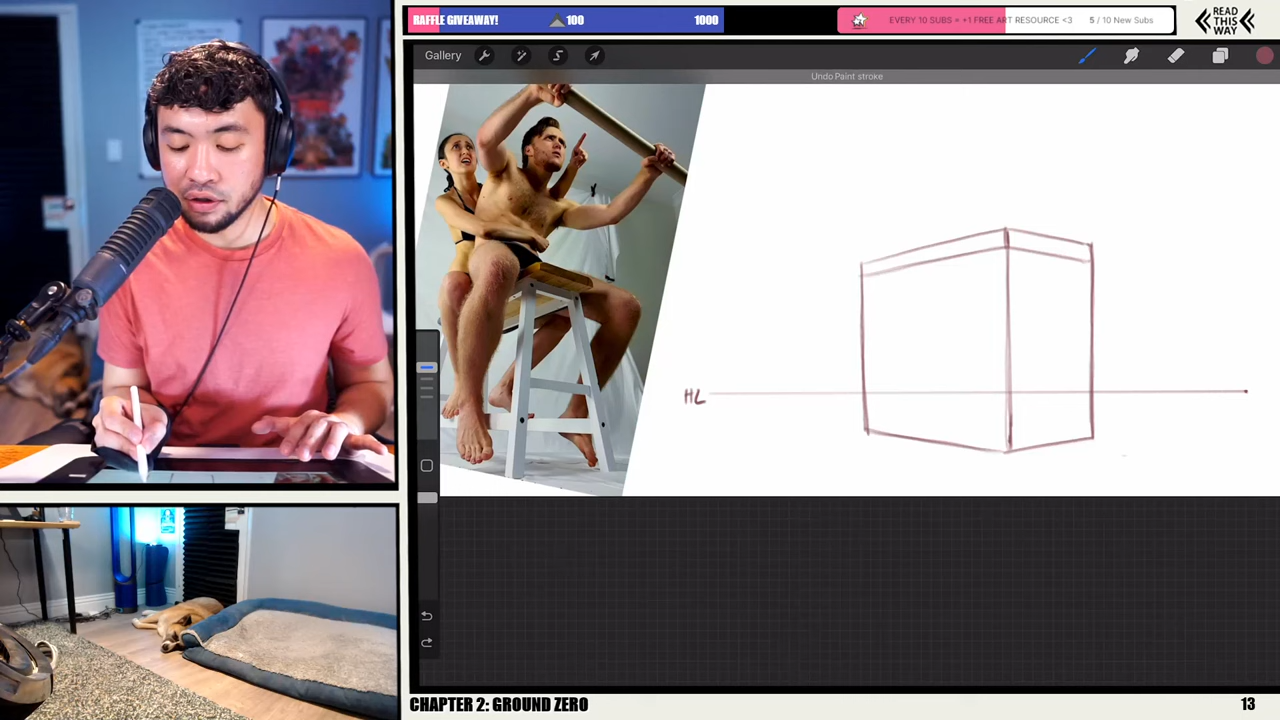 RAFFLE GIVEAWAY!
100
1000
EVERY 10 SUBS = +1 FREE ART RESOURCE <3
5 / 10 New Subs
READ
THIS
WAY
Gallery
Undo Paint stroke
HL
CHAPTER 2: GROUND ZERO
13